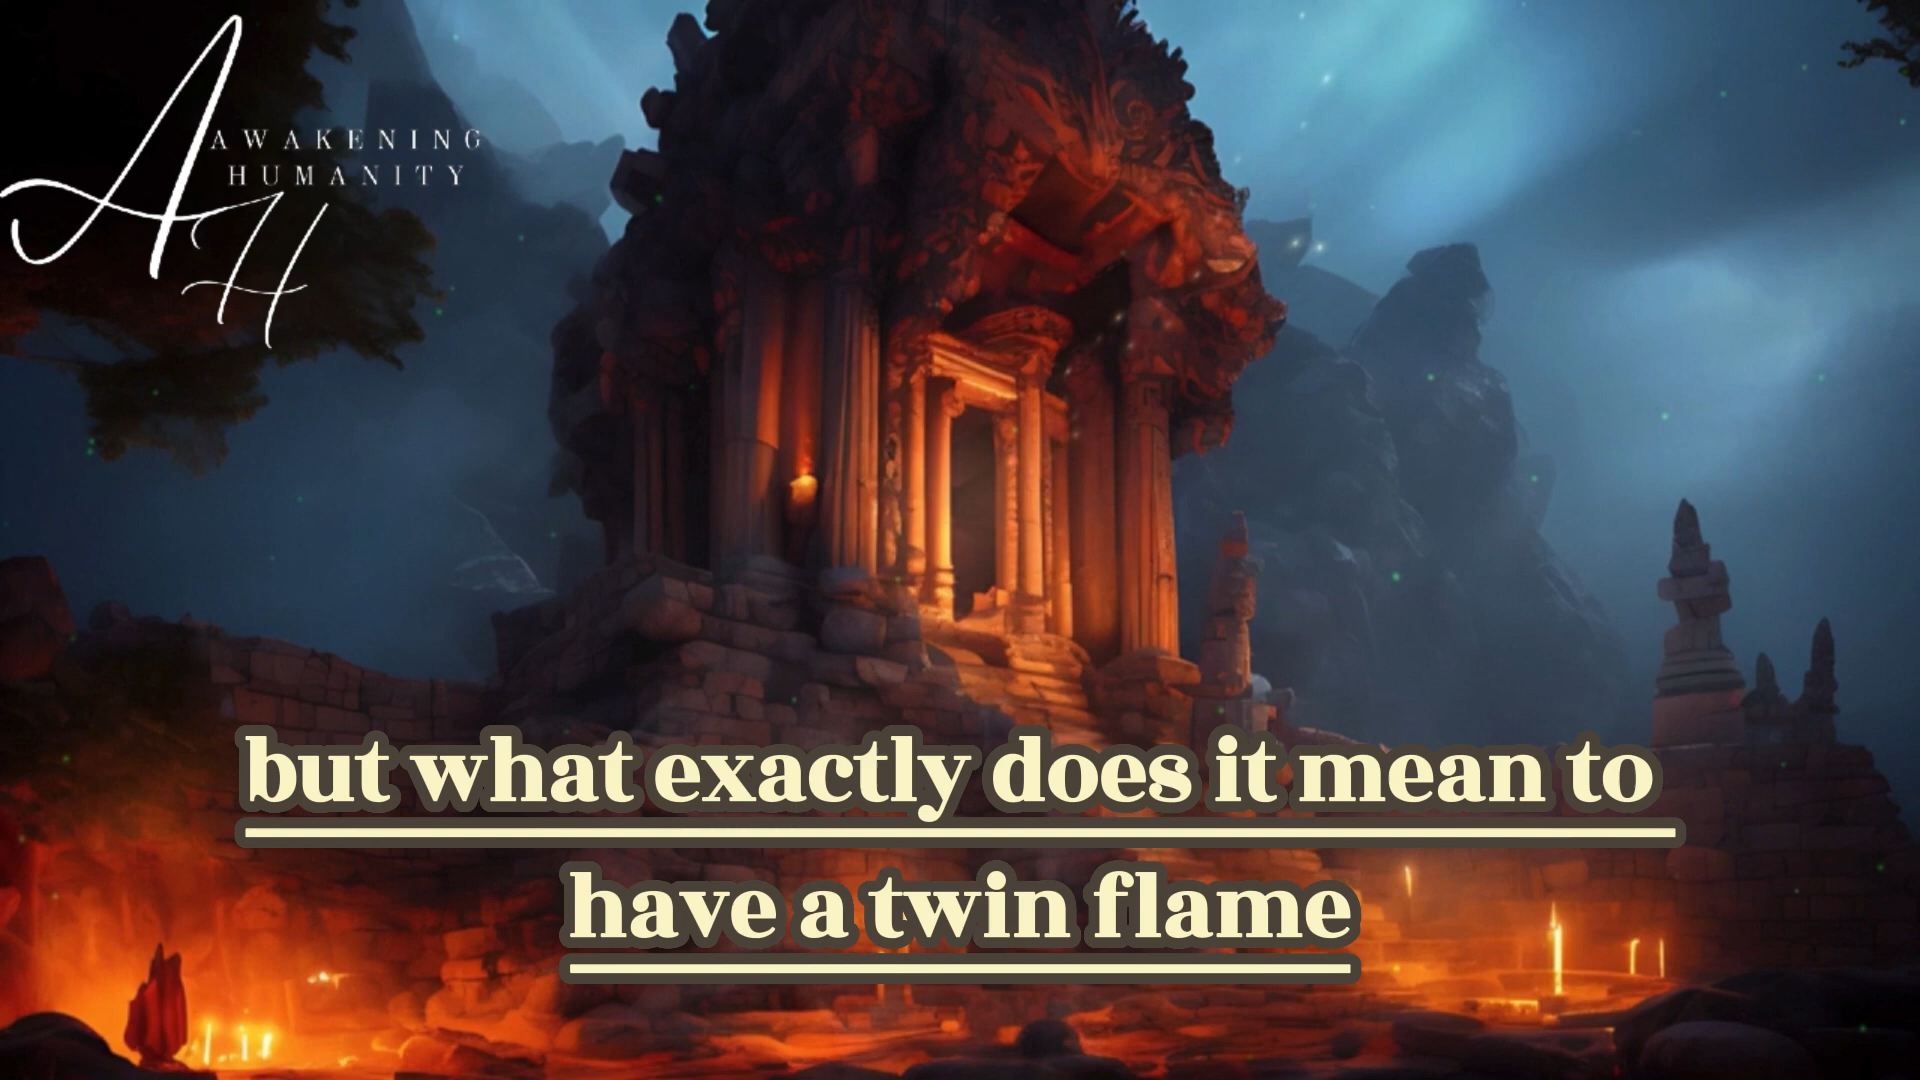 AH
AWAKENING
HUMANITY
but what exactly does it mean to
have a twin flame